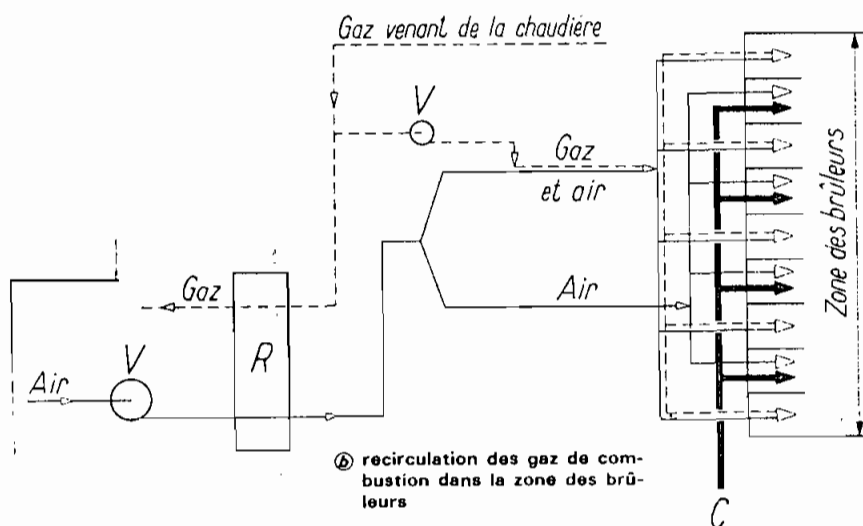 Gaz venant de la chaudière
V
Gaz
et air
Zone des brûleurs
Gaz
Air
R
V
Air
ⓑ recirculation des gaz de com-
bustion dans la zone des brû-
leurs
C